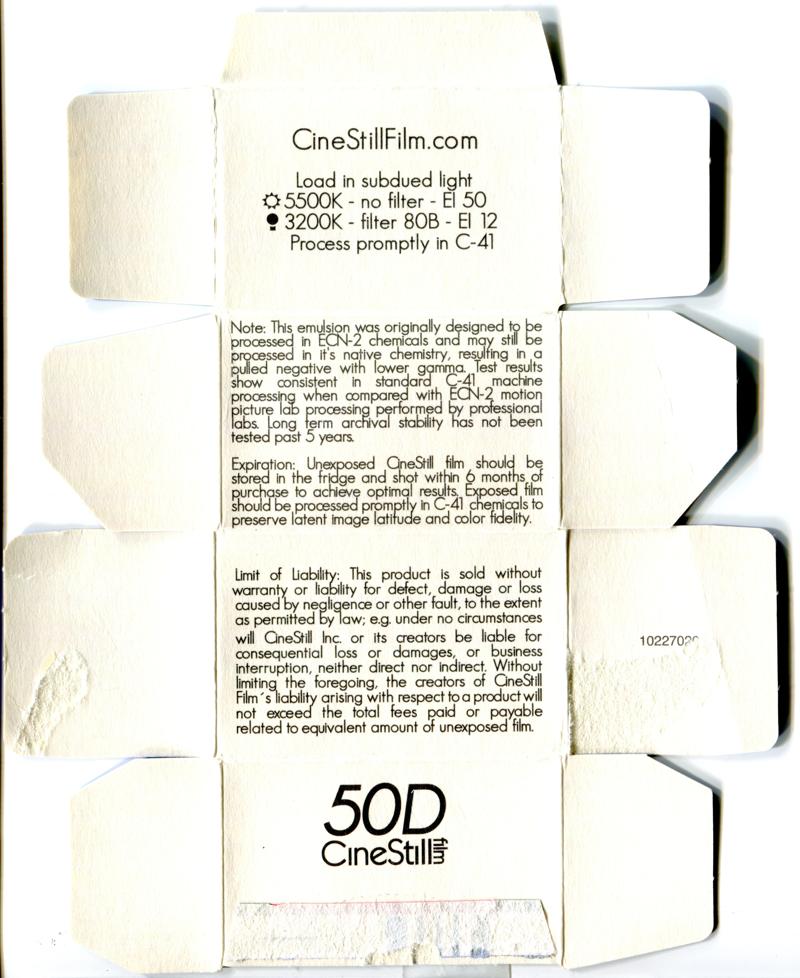 CineStillFilm.com
Load in subdued light
5500K - no filter - EI 50
3200K - filter 80B - EI 12
Process promptly in C-41
Note: This emulsion was originally designed to be
processed in ECN-2 chemicals and may still be
processed in it's native chemistry, resulting in a
pulled negative with lower gamma. Test results
show consistent in standard C-41 machine
processing when compared with ECN-2 motion
picture lab processing performed by professional
labs. Long term archival stability has not been
tested past 5 years.
Expiration: Unexposed CineStill film should be
stored in the fridge and shot within 6 months of
purchase to achieve optimal results. Exposed film
should be processed promptly in C-41 chemicals to
preserve latent image latitude and color fidelity.
Limit of Liability: This product is sold without
warranty or liability for defect, damage or loss
caused by negligence or other fault, to the extent
as permitted by law; e.g. under no circumstances
will CineStill Inc. or its creators be liable for
consequential loss or damages, or business
interruption, neither direct nor indirect. Without
limiting the foregoing, the creators of CineStill
Film´s liability arising with respect to a product will
not exceed the total fees paid or payable
related to equivalent amount of unexposed film.
50D
CineStill film